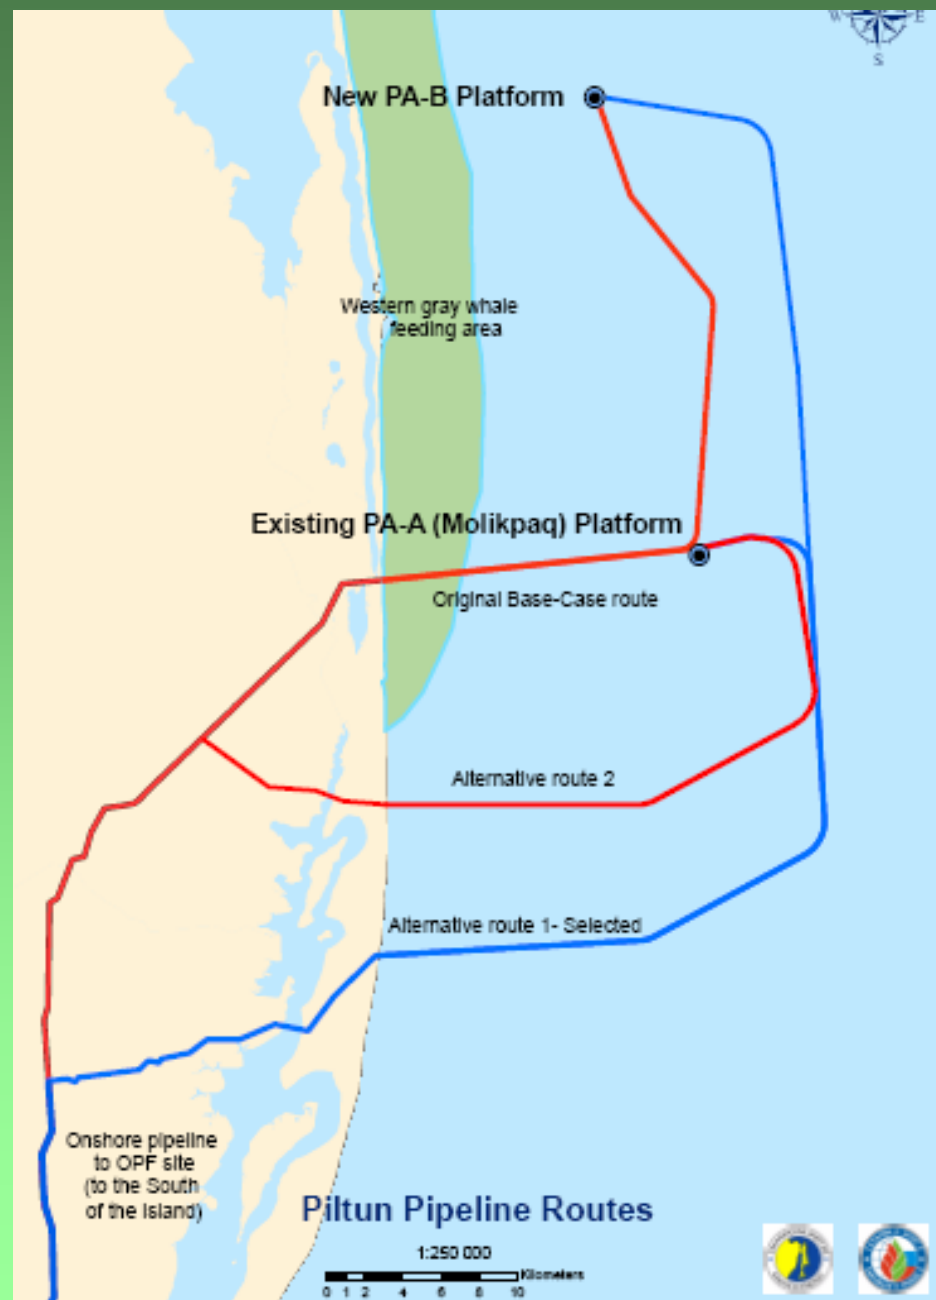 W E
S
New PA-B Platform
Western gray whale
feeding area
Existing PA-A (Molikpaq) Platform
Original Base-Case route
Alternative route 2
Alternative route 1- Selected
Onshore pipeline
to OPF site
(to the South
of the Island)
Piltun Pipeline Routes
1:250 000
Kilometers
0 1 2 4 6 8 10